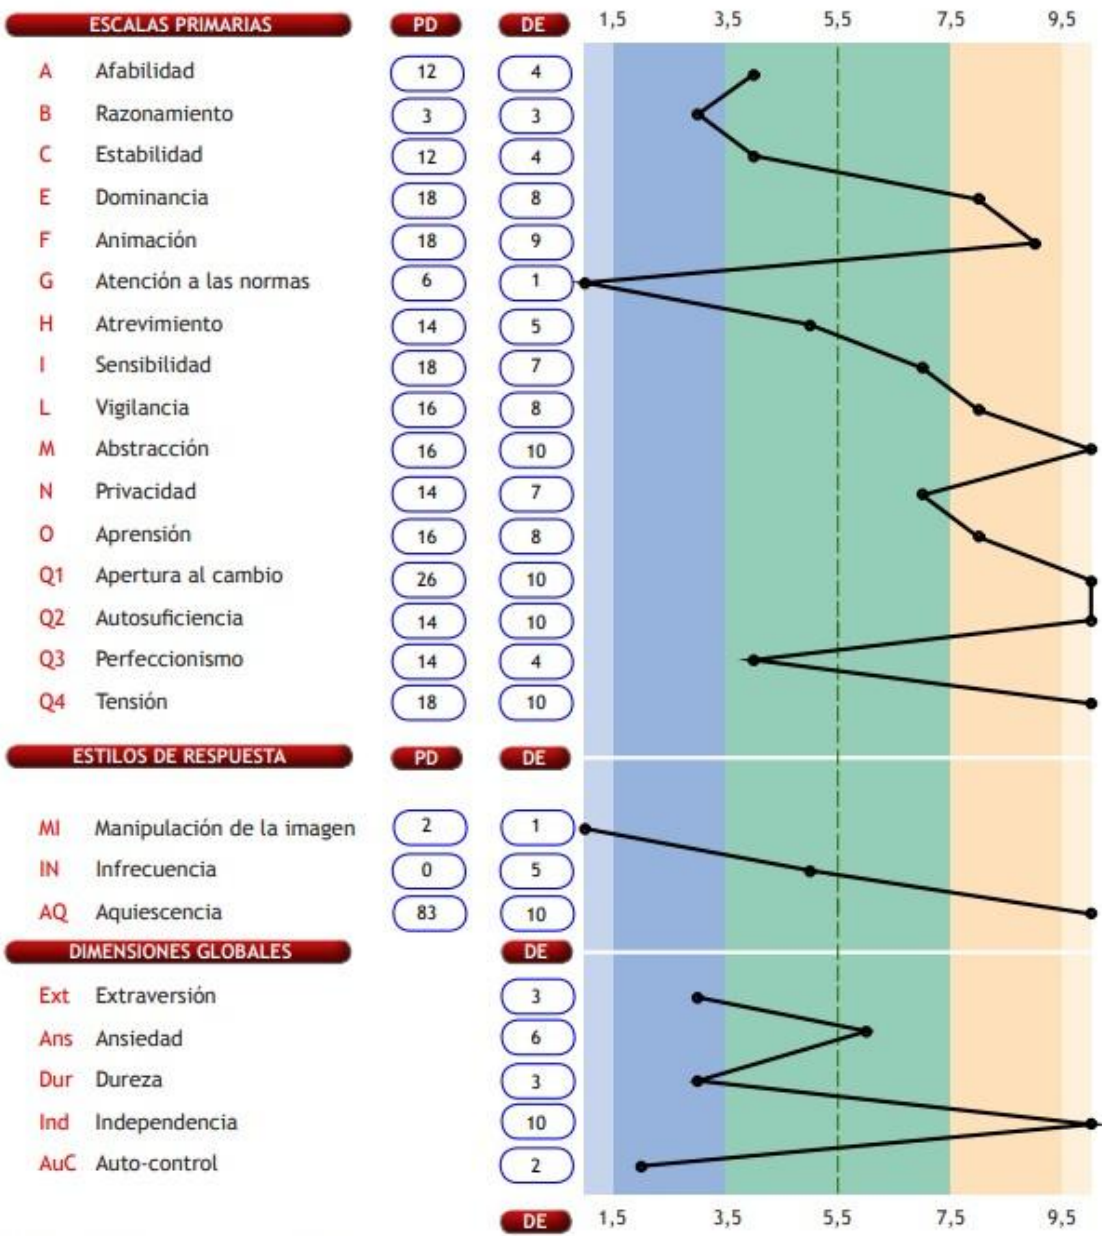 ESCALAS PRIMARIAS PD DE 1,5 3,5 5,5 7,5 9,5
A Afabilidad 12 4
B Razonamiento 3 3
C Estabilidad 12 4
E Dominancia 18 8
F Animación 18 9
G Atención a las normas 6 1
H Atrevimiento 14 5
I Sensibilidad 18 7
L Vigilancia 16 8
M Abstracción 16 10
N Privacidad 14 7
O Aprensión 16 8
Q1 Apertura al cambio 26 10
Q2 Autosuficiencia 14 10
Q3 Perfeccionismo 14 4
Q4 Tensión 18 10
ESTILOS DE RESPUESTA PD DE
MI Manipulación de la imagen 2 1
IN Infrecuencia 0 5
AQ Aquiescencia 83 10
DIMENSIONES GLOBALES DE
Ext Extraversión 3
Ans Ansiedad 6
Dur Dureza 3
Ind Independencia 10
AuC Auto-control 2
DE 1,5 3,5 5,5 7,5 9,5